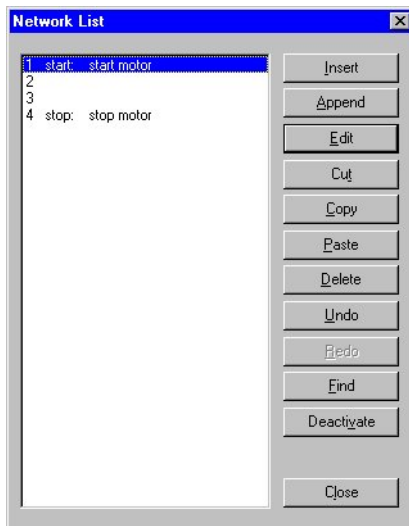 Network List
1 start: start motor
2
3
4 stop: stop motor
Insert
Append
Edit
Cut
Copy
Paste
Delete
Undo
Redo
Find
Deactivate
Close